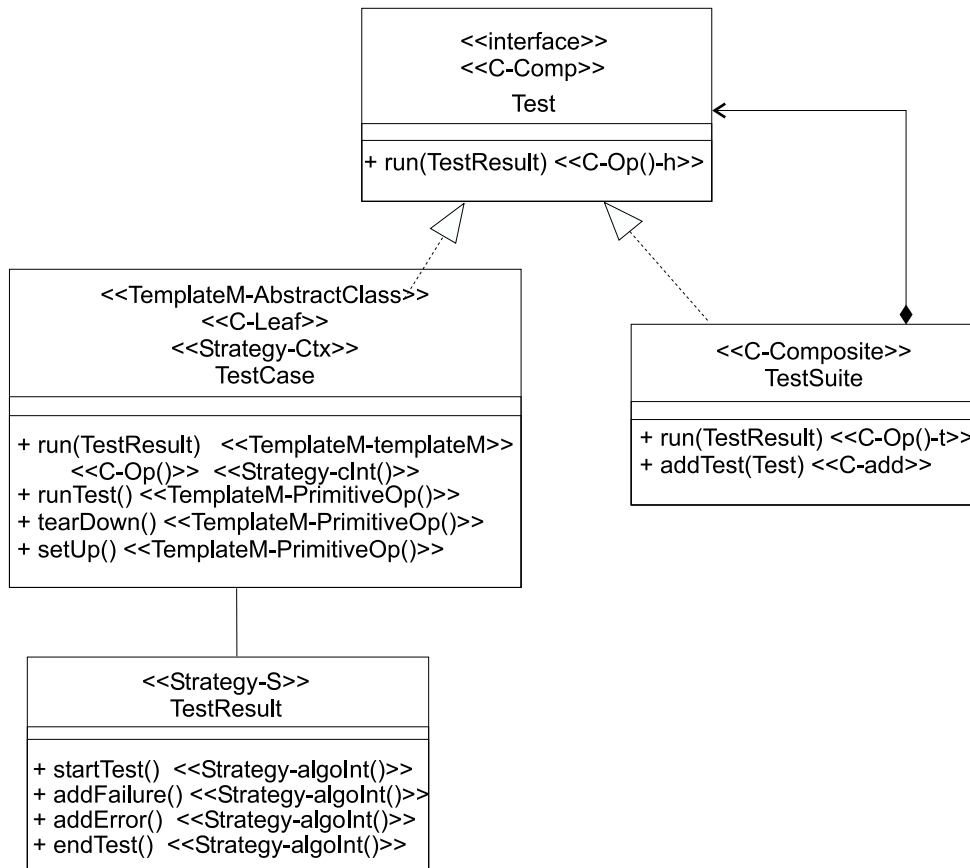 <<interface>>
<<C-Comp>>
Test
+ run(TestResult) <<C-Op()-h>>
<<TemplateM-AbstractClass>>
<<C-Leaf>>
<<Strategy-Ctx>>
TestCase
+ run(TestResult) <<TemplateM-templateM>>
<<C-Op()>> <<Strategy-cInt()>>
+ runTest() <<TemplateM-PrimitiveOp()>>
+ tearDown() <<TemplateM-PrimitiveOp()>>
+ setUp() <<TemplateM-PrimitiveOp()>>
<<C-Composite>>
TestSuite
+ run(TestResult) <<C-Op()-t>>
+ addTest(Test) <<C-add>>
<<Strategy-S>>
TestResult
+ startTest() <<Strategy-algoInt()>>
+ addFailure() <<Strategy-algoInt()>>
+ addError() <<Strategy-algoInt()>>
+ endTest() <<Strategy-algoInt()>>